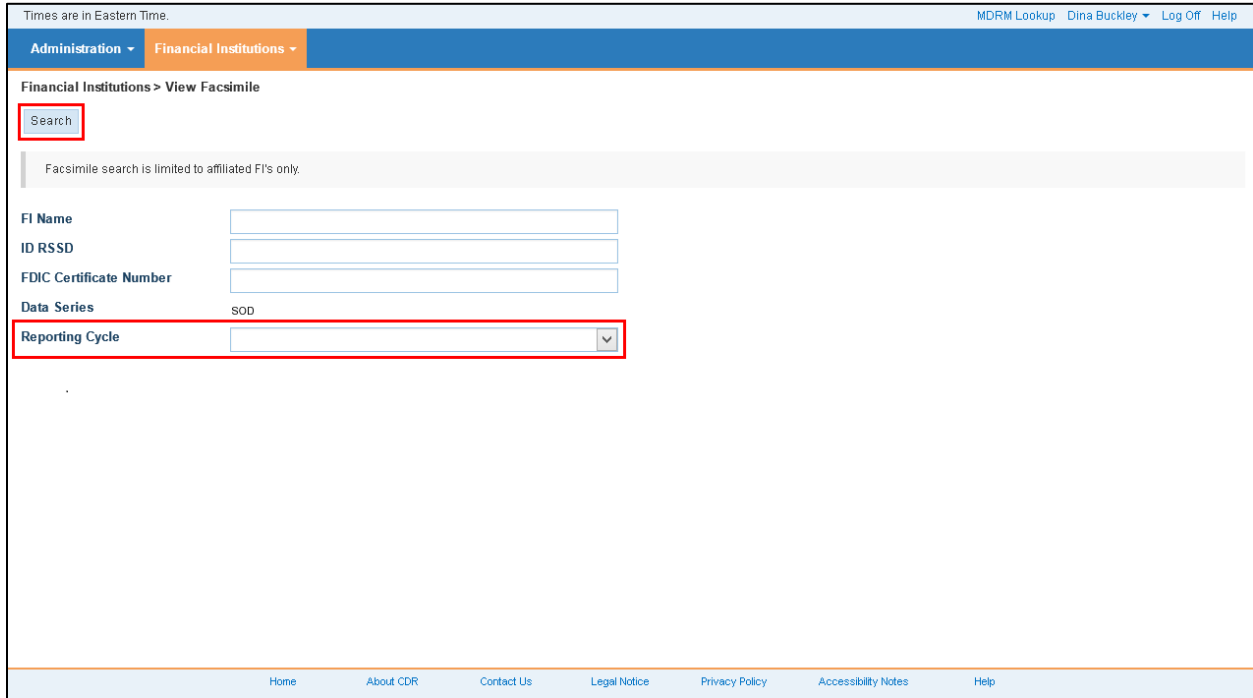 Times are in Eastern Time. MDRM Lookup Dina Buckley Log Off Help
Administration Financial Institutions
Financial Institutions > View Facsimile
Search
Facsimile search is limited to affiliated FI's only.
FI Name
ID RSSD
FDIC Certificate Number
Data Series SOD
Reporting Cycle
.
Home About CDR Contact Us Legal Notice Privacy Policy Accessibility Notes Help